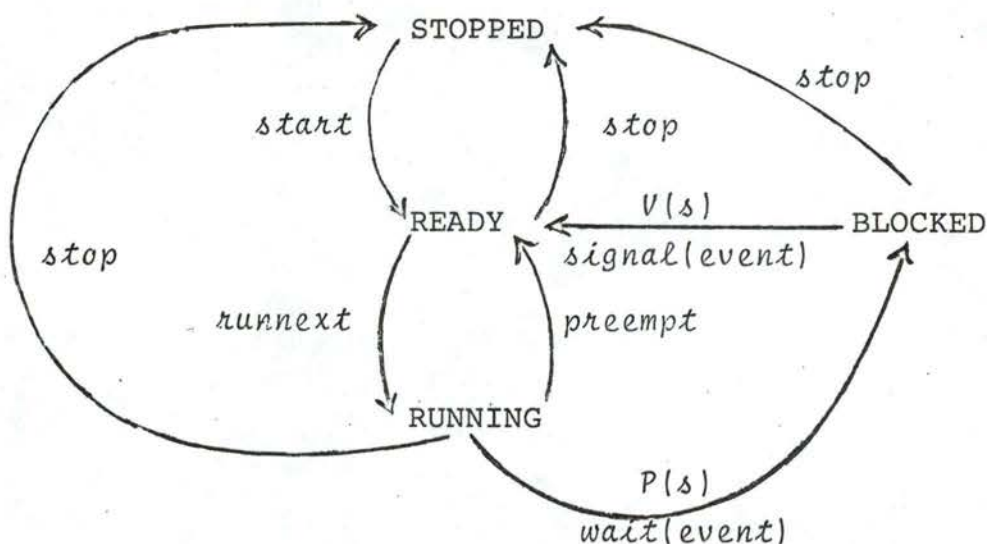 STOPPED
stop
start
stop
V(s)
READY
BLOCKED
stop
signal(event)
runnext
preempt
RUNNING
P(s)
wait(event)